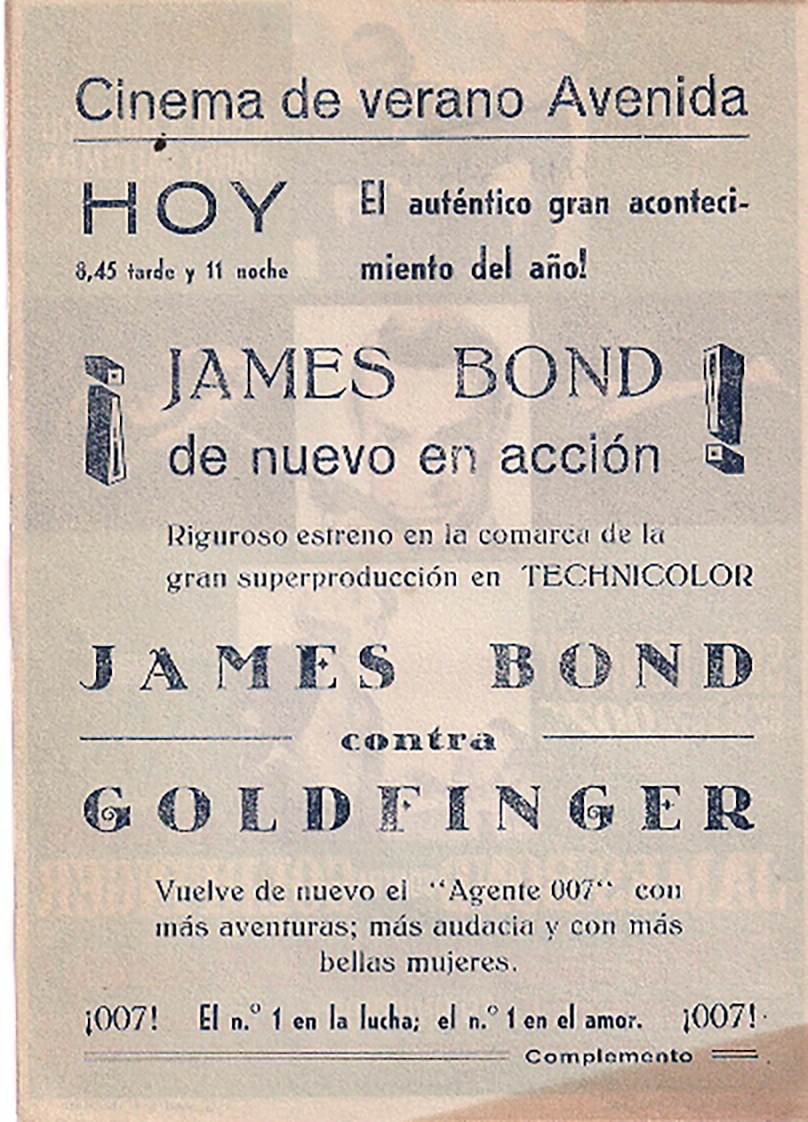 Cinema de verano Avenida
HOY
8,45 tarde y 11 noche
El auténtico gran aconteci-
miento del año!
¡JAMES BOND!
de nuevo en acción
Riguroso estreno en la comarca de la
gran superproducción en TECHNICOLOR
JAMES BOND
contra
GOLDFINGER
Vuelve de nuevo el "Agente 007" con
más aventuras; más audacia y con más
bellas mujeres.
¡007! El n.º 1 en la lucha; el n.º 1 en el amor. ¡007!
Complemento